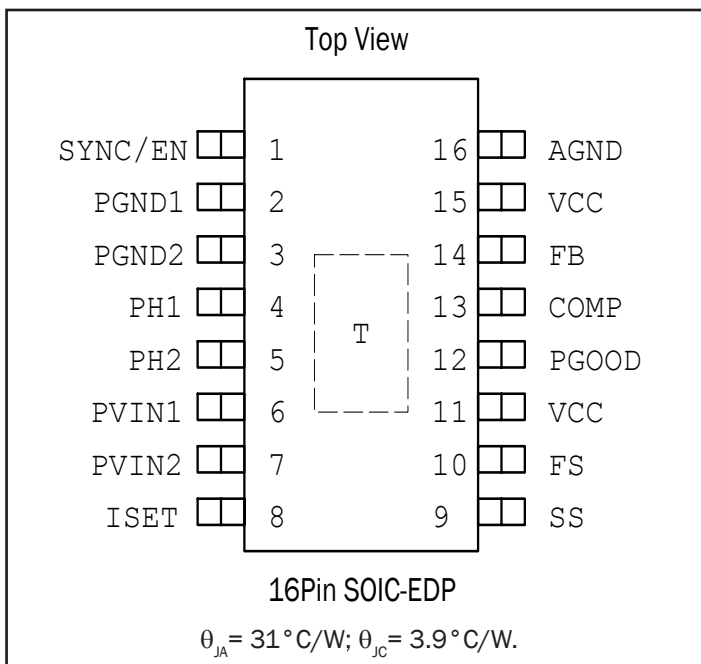 Top View
SYNC/EN 1 16 AGND
PGND1 2 15 VCC
PGND2 3 14 FB
PH1 4 13 COMP
T
PH2 5 12 PGOOD
PVIN1 6 11 VCC
PVIN2 7 10 FS
ISET 8 9 SS
16Pin SOIC-EDP
θJA= 31°C/W; θJC= 3.9°C/W.